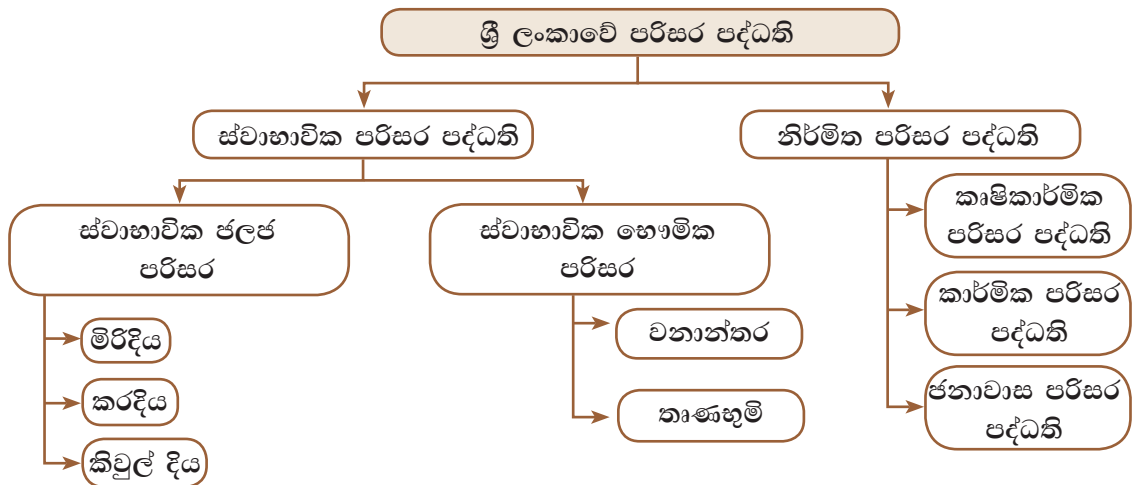 ශ්‍රී ලංකාවේ පරිසර පද්ධති
ස්වාභාවික පරිසර පද්ධති
නිර්මිත පරිසර පද්ධති
ස්වාභාවික ජලජ
පරිසර
මිරිදිය
කරදිය
කිවුල් දිය
ස්වාභාවික භෞමික
පරිසර
වනාන්තර
තෘණභූමි
කෘෂිකාර්මික
පරිසර පද්ධති
කාර්මික පරිසර
පද්ධති
ජනාවාස පරිසර
පද්ධති